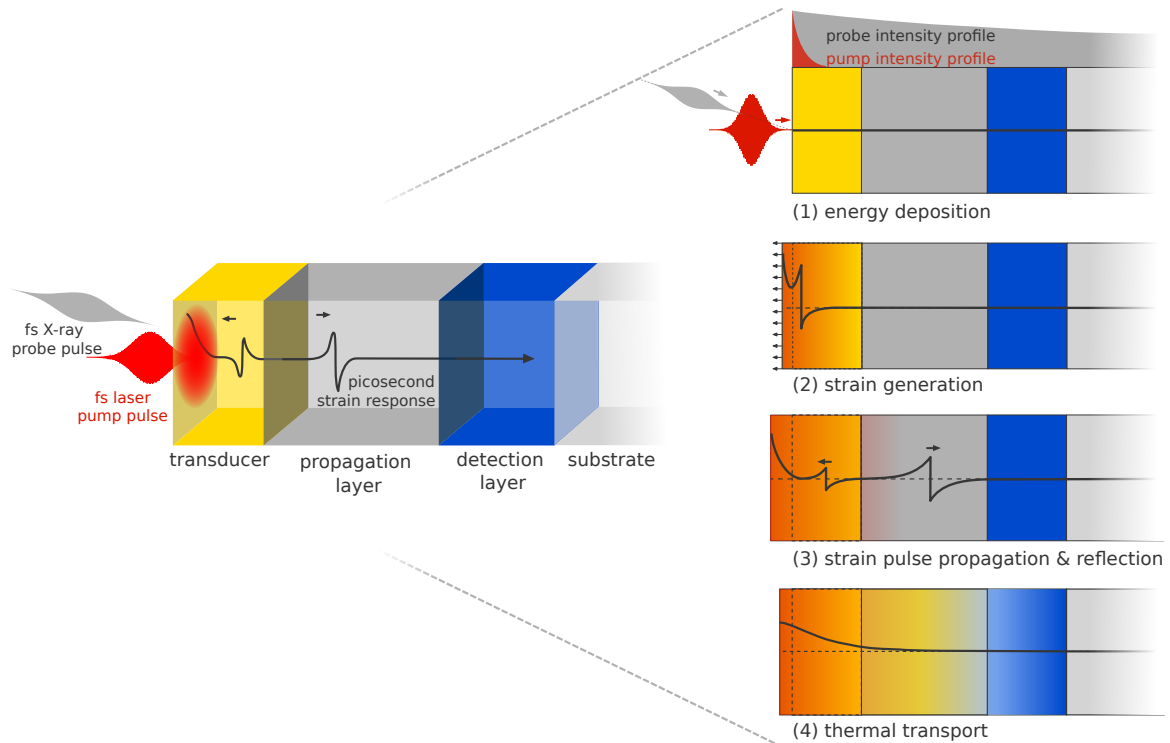 probe intensity profile
pump intensity profile
(1) energy deposition
fs X-ray
probe pulse
fs laser
pump pulse
picosecond
strain response
transducer
propagation
layer
detection
layer
substrate
(2) strain generation
(3) strain pulse propagation & reflection
(4) thermal transport